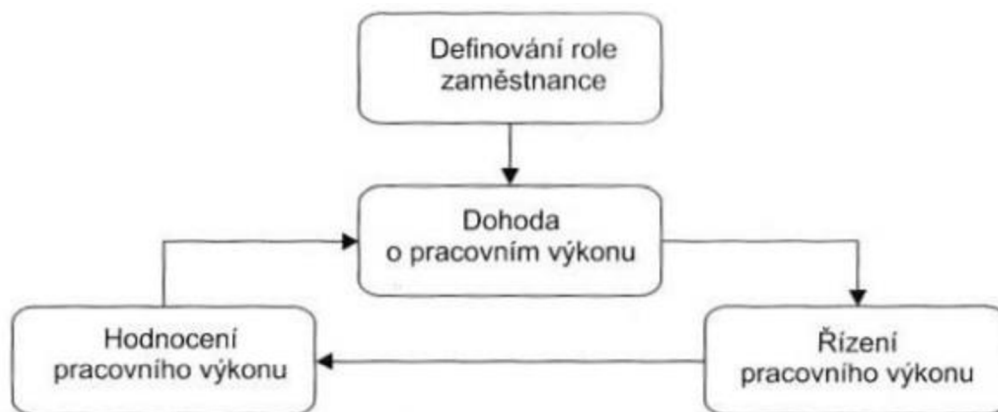 Definování role
zaměstnance
Dohoda
o pracovním výkonu
Hodnocení
pracovního výkonu
Řízení
pracovního výkonu